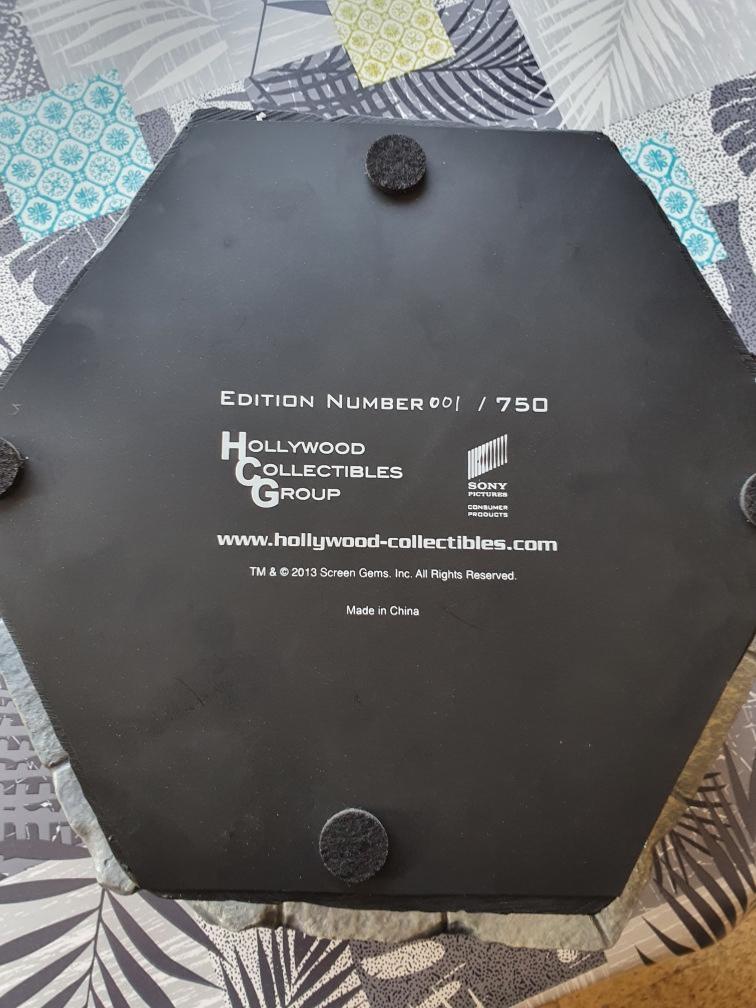 EDITION NUMBER 001 / 750
HOLLYWOOD
COLLECTIBLES
GROUP
SONY
PICTURES
CONSUMER
PRODUCTS
www.hollywood-collectibles.com
TM & © 2013 Screen Gems. Inc. All Rights Reserved.
Made in China